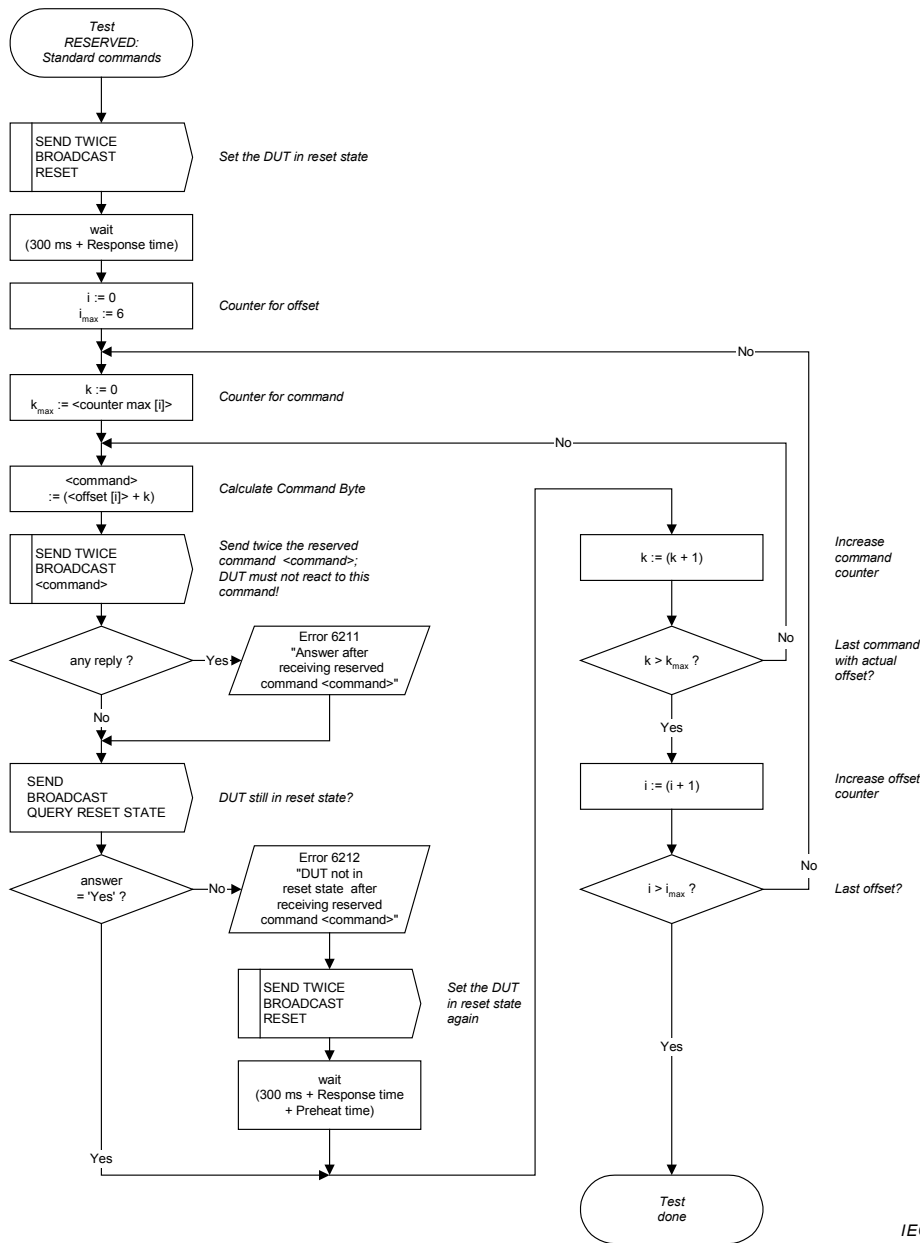 Test
RESERVED:
Standard commands
SEND TWICE
BROADCAST
RESET
Set the DUT in reset state
wait
(300 ms + Response time)
i := 0
imax := 6
Counter for offset
No
k := 0
kmax := <counter max [i]>
Counter for command
No
<command>
:= (<offset [i]> + k)
Calculate Command Byte
SEND TWICE
BROADCAST
<command>
Send twice the reserved
command <command>;
DUT must not react to this
command!
any reply ?
Yes
Error 6211
"Answer after
receiving reserved
command <command>"
No
SEND
BROADCAST
QUERY RESET STATE
DUT still in reset state?
answer
= 'Yes' ?
No
Error 6212
"DUT not in
reset state after
receiving reserved
command <command>"
SEND TWICE
BROADCAST
RESET
Set the DUT
in reset state
again
wait
(300 ms + Response time
+ Preheat time)
Yes
k := (k + 1)
Increase
command
counter
k > kmax ?
No
Last command
with actual
offset?
Yes
i := (i + 1)
Increase offset
counter
i > imax ?
No
Last offset?
Yes
Test
done